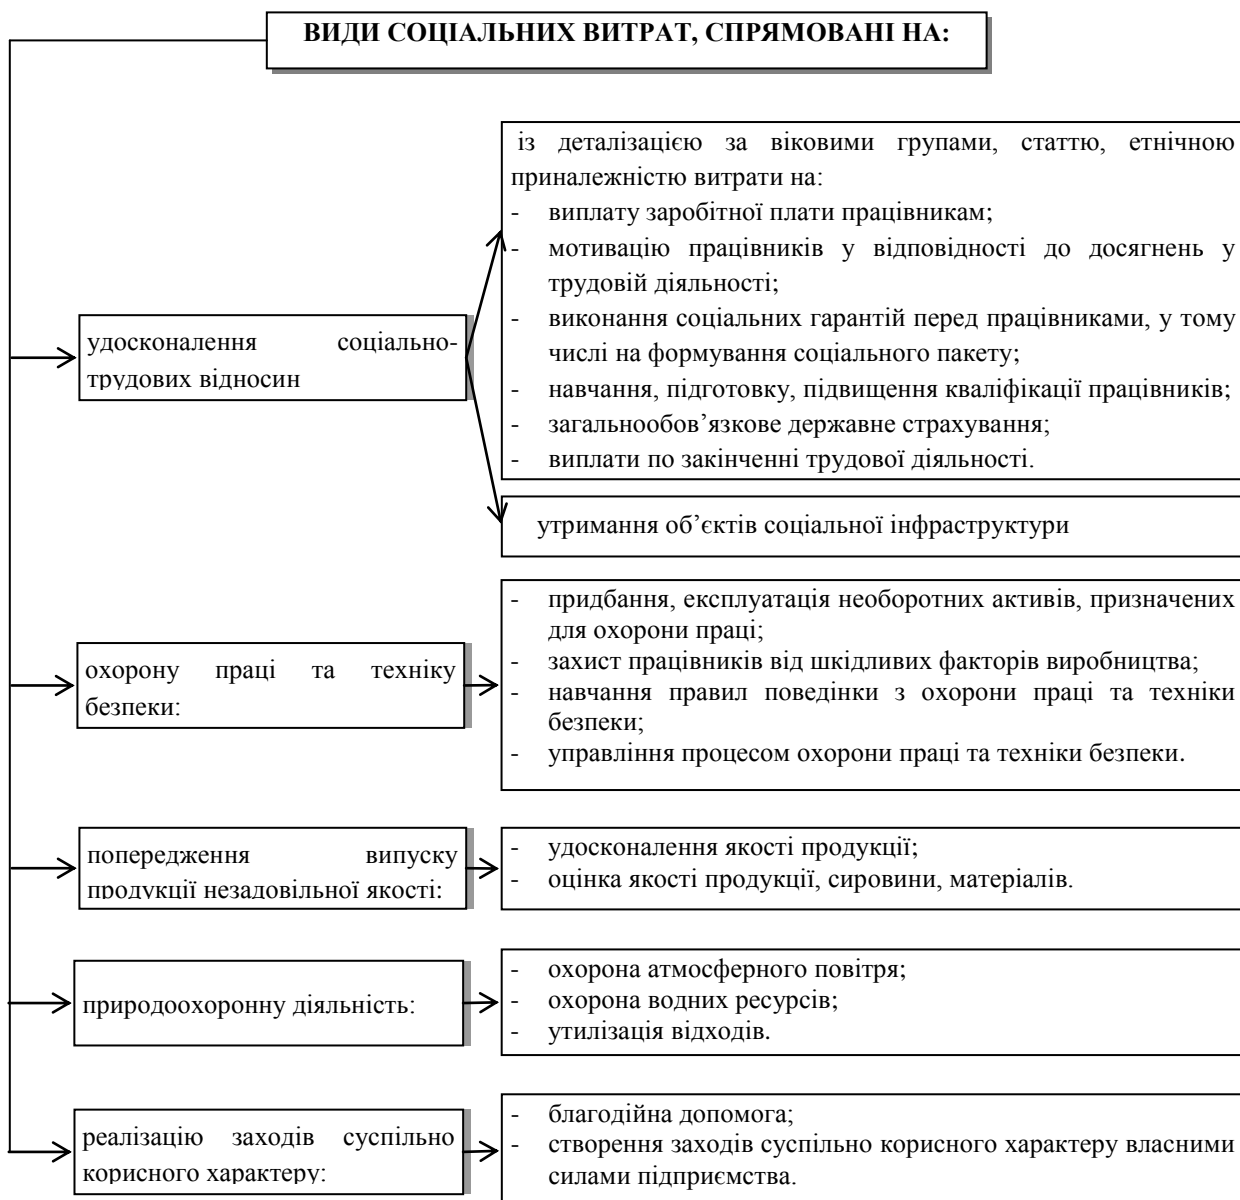 ВИДИ СОЦІАЛЬНИХ ВИТРАТ, СПРЯМОВАНІ НА:
удосконалення соціально-
трудових відносин
із деталізацією за віковими групами, статтю, етнічною
приналежністю витрати на:
- виплату заробітної плати працівникам;
- мотивацію працівників у відповідності до досягнень у
трудовій діяльності;
- виконання соціальних гарантій перед працівниками, у тому
числі на формування соціального пакету;
- навчання, підготовку, підвищення кваліфікації працівників;
- загальнообов’язкове державне страхування;
- виплати по закінченні трудової діяльності.
утримання об’єктів соціальної інфраструктури
охорону праці та техніку
безпеки:
- придбання, експлуатація необоротних активів, призначених
для охорони праці;
- захист працівників від шкідливих факторів виробництва;
- навчання правил поведінки з охорони праці та техніки
безпеки;
- управління процесом охорони праці та техніки безпеки.
попередження випуску
продукції незадовільної якості:
- удосконалення якості продукції;
- оцінка якості продукції, сировини, матеріалів.
природоохоронну діяльність:
- охорона атмосферного повітря;
- охорона водних ресурсів;
- утилізація відходів.
реалізацію заходів суспільно
корисного характеру:
- благодійна допомога;
- створення заходів суспільно корисного характеру власними
силами підприємства.